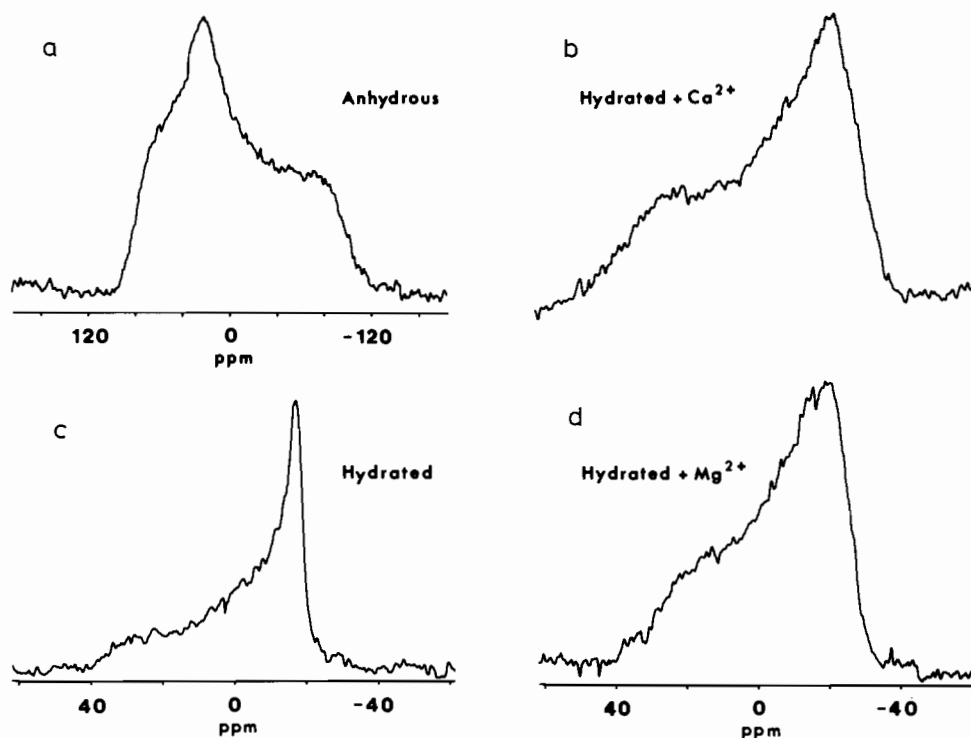 a
Anhydrous
120 0 -120
ppm
b
Hydrated + Ca²⁺
c
Hydrated
40 0 -40
ppm
d
Hydrated + Mg²⁺
40 0 -40
ppm